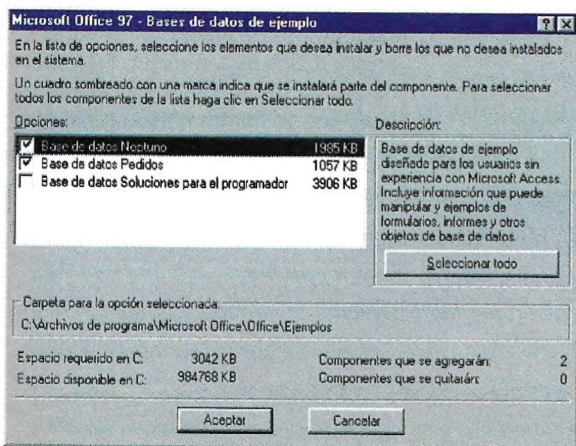 Microsoft Office 97 - Bases de datos de ejemplo
En la lista de opciones, seleccione los elementos que desea instalar y borre los que no desea instalados
en el sistema.
Un cuadro sombreado con una marca indica que se instalará parte del componente. Para seleccionar
todos los componentes de la lista haga clic en Seleccionar todo.
Opciones:
Base de datos Neptuno 1985 KB
Base de datos Pedidos 1057 KB
Base de datos Soluciones para el programador 3906 KB
Descripción:
Base de datos de ejemplo
diseñada para los usuarios sin
experiencia con Microsoft Access.
Incluye información que puede
manipular y ejemplos de
formularios, informes y otros
objetos de base de datos.
Seleccionar todo
Carpeta para la opción seleccionada:
C:\Archivos de programa\Microsoft Office\Office\Ejemplos
Espacio requerido en C: 3042 KB
Espacio disponible en C: 984768 KB
Componentes que se agregarán: 2
Componentes que se quitarán: 0
Aceptar
Cancelar